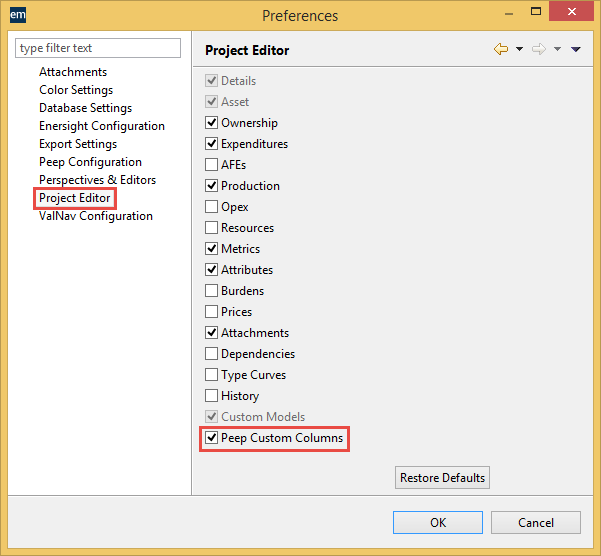 em
Preferences
type filter text
Attachments
Color Settings
Database Settings
Enersight Configuration
Export Settings
Peep Configuration
Perspectives & Editors
Project Editor
ValNav Configuration
Project Editor
Details
Asset
Ownership
Expenditures
AFEs
Production
Opex
Resources
Metrics
Attributes
Burdens
Prices
Attachments
Dependencies
Type Curves
History
Custom Models
Peep Custom Columns
Restore Defaults
OK
Cancel